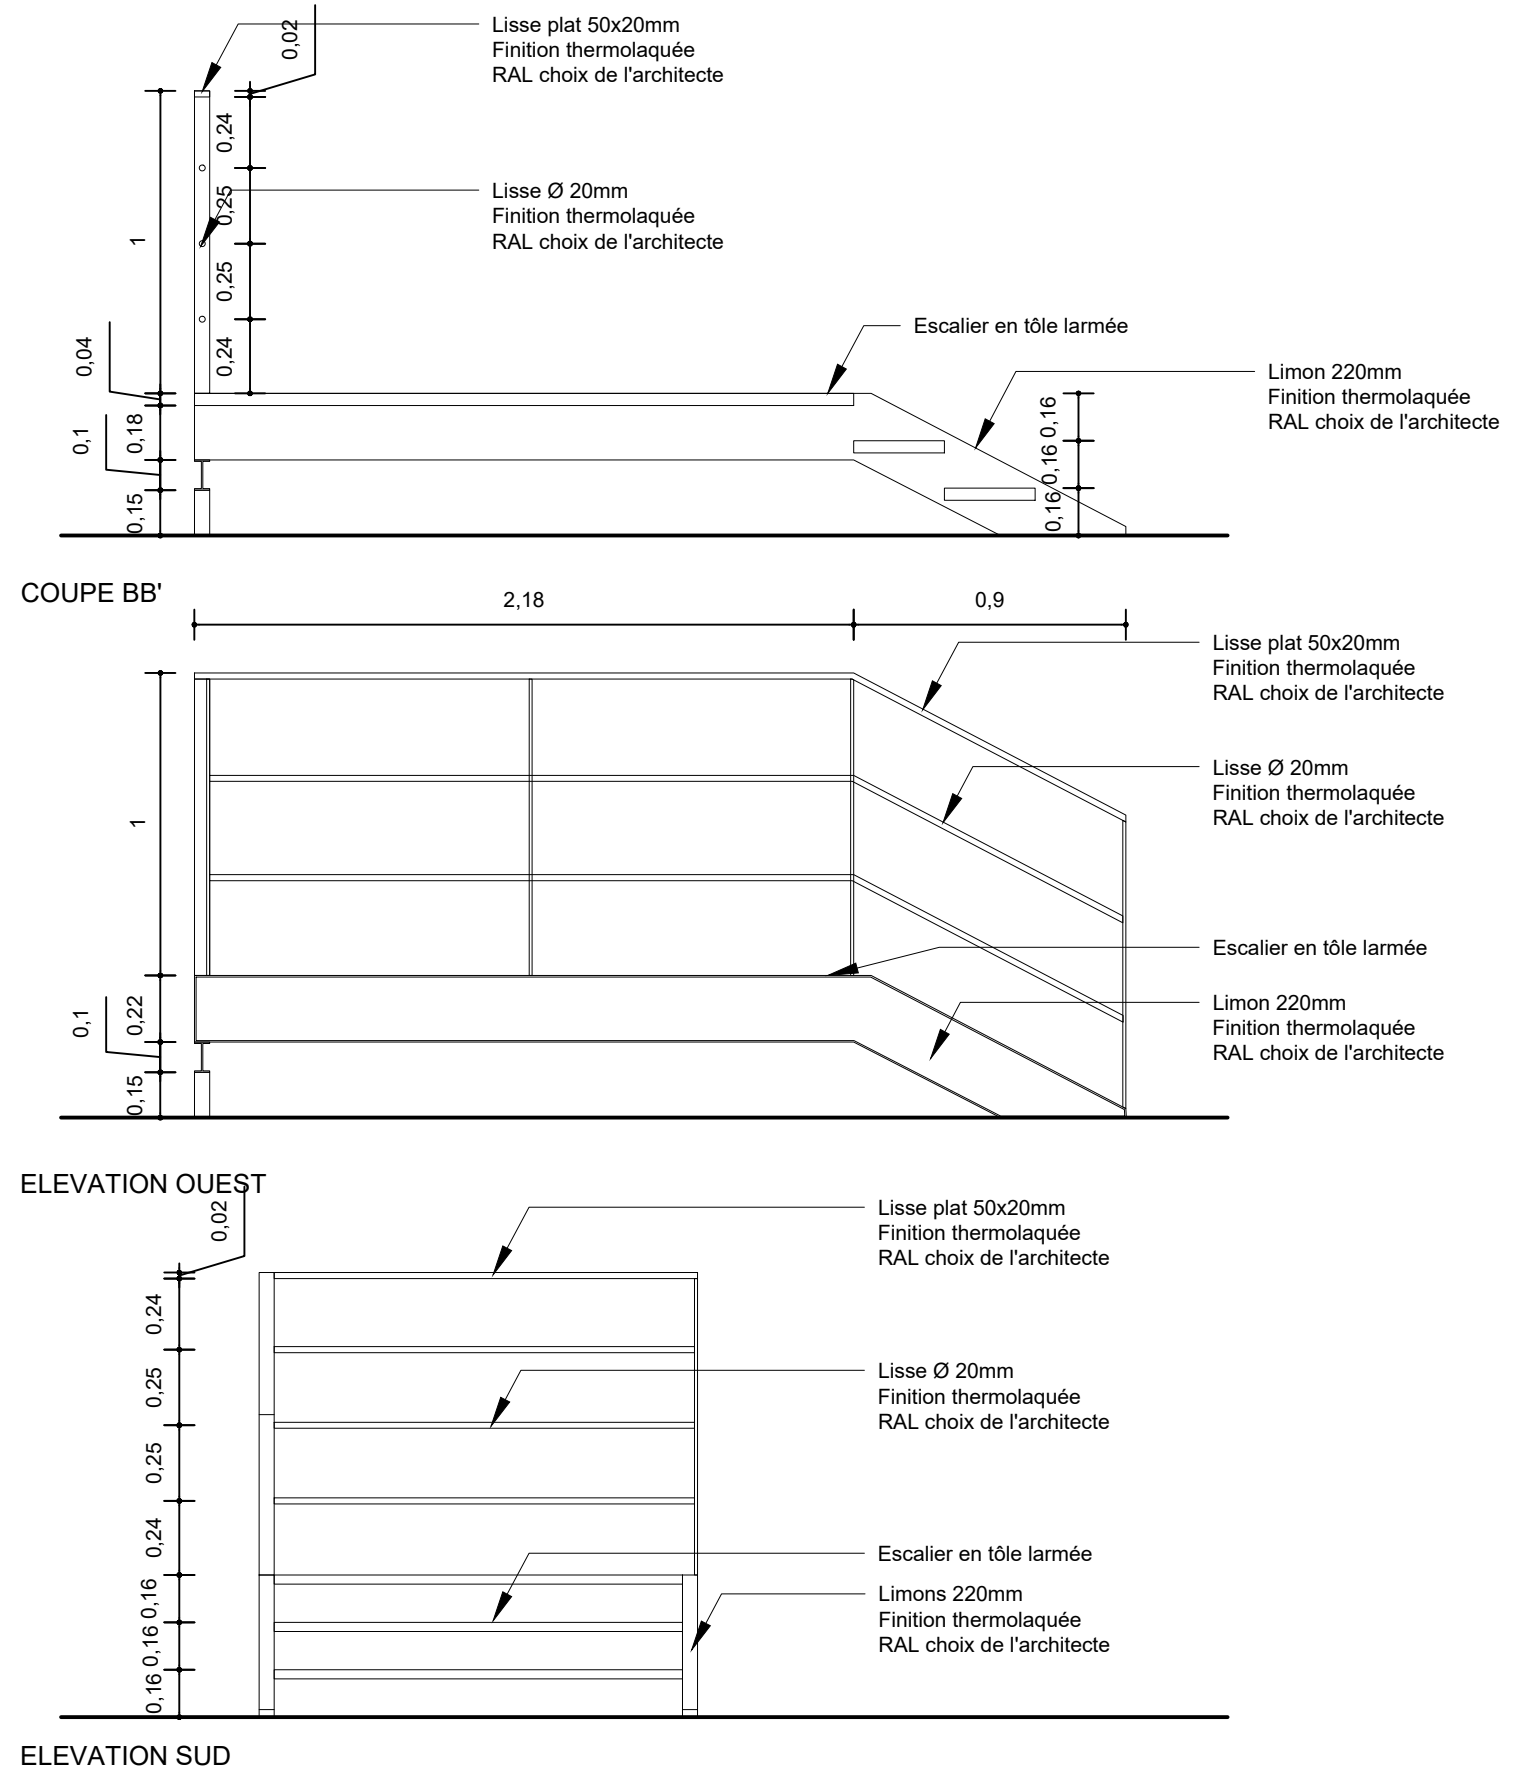 0,02
Lisse plat 50x20mm
Finition thermolaquée
RAL choix de l'architecte
0,24
0,25
Lisse Ø 20mm
Finition thermolaquée
RAL choix de l'architecte
1
0,25
0,24
0,04
Escalier en tôle larmée
Limon 220mm
Finition thermolaquée
RAL choix de l'architecte
0,1
0,18
0,15
0,16
0,16
0,16
COUPE BB'
2,18
0,9
Lisse plat 50x20mm
Finition thermolaquée
RAL choix de l'architecte
Lisse Ø 20mm
Finition thermolaquée
RAL choix de l'architecte
1
Escalier en tôle larmée
Limon 220mm
Finition thermolaquée
RAL choix de l'architecte
0,1
0,22
0,15
ELEVATION OUEST
0,02
Lisse plat 50x20mm
Finition thermolaquée
RAL choix de l'architecte
0,24
0,25
Lisse Ø 20mm
Finition thermolaquée
RAL choix de l'architecte
0,25
0,24
Escalier en tôle larmée
Limons 220mm
Finition thermolaquée
RAL choix de l'architecte
0,16
0,16
0,16
ELEVATION SUD